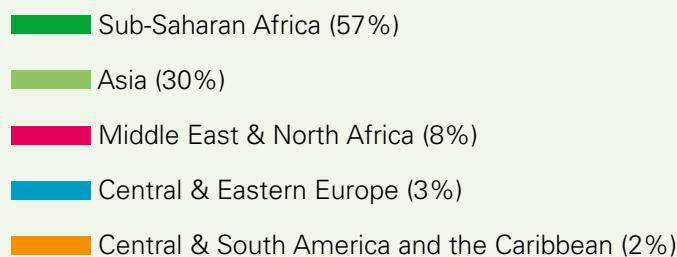 Sub-Saharan Africa (57%)
Asia (30%)
Middle East & North Africa (8%)
Central & Eastern Europe (3%)
Central & South America and the Caribbean (2%)